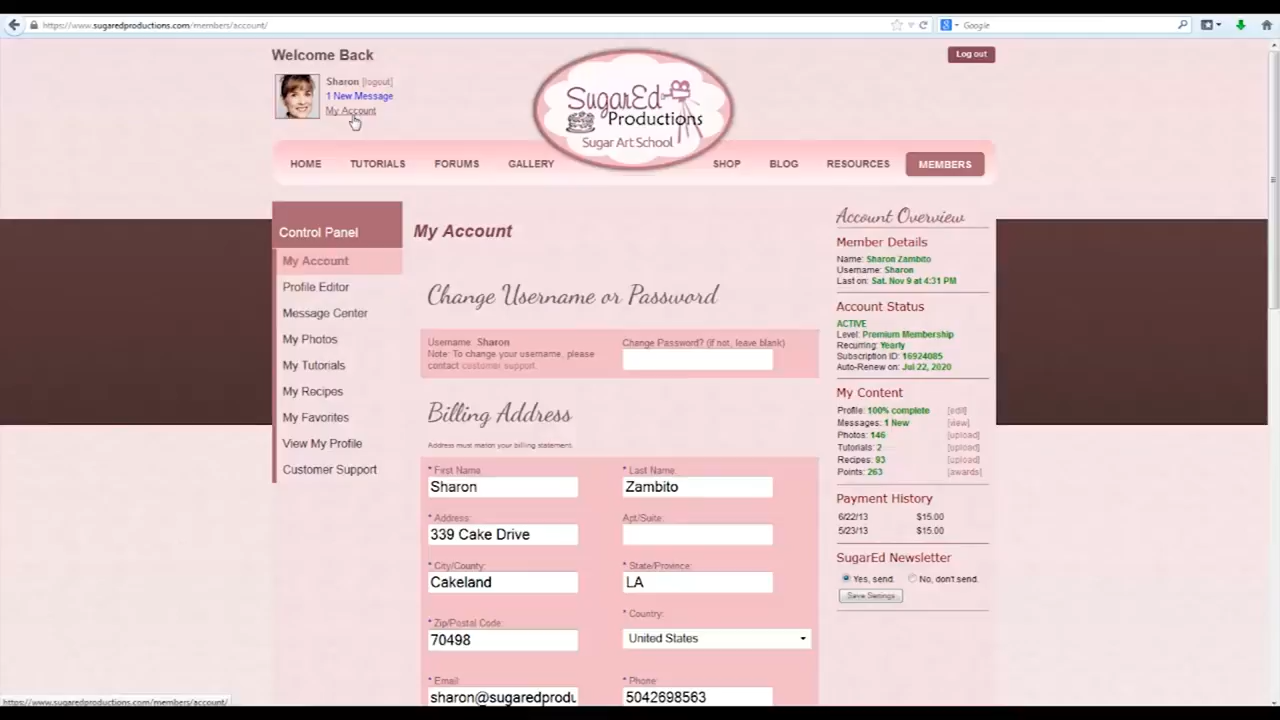 https://www.sugaredproductions.com/members/account/
Google
Welcome Back
Log out
Sharon [logout]
1 New Message
My Account
SugarEd
Productions
Sugar Art School
HOME TUTORIALS FORUMS GALLERY SHOP BLOG RESOURCES MEMBERS
Control Panel
My Account
Profile Editor
Message Center
My Photos
My Tutorials
My Recipes
My Favorites
View My Profile
Customer Support
My Account
Change Username or Password
Username: Sharon
Note: To change your username, please
contact customer support.
Change Password? (if not, leave blank)
Billing Address
Address must match your billing statement.
* First Name
Sharon
* Last Name:
Zambito
* Address:
339 Cake Drive
Apt/Suite:
* City/County:
Cakeland
* State/Province:
LA
* Zip/Postal Code:
70498
* Country:
United States
* Email:
sharon@sugaredprodu
* Phone:
5042698563
Account Overview
Member Details
Name: Sharon Zambito
Username: Sharon
Last on: Sat. Nov 9 at 4:31 PM
Account Status
ACTIVE
Level: Premium Membership
Recurring: Yearly
Subscription ID: 16924085
Auto-Renew on: Jul 22, 2020
My Content
Profile: 100% complete [edit]
Messages: 1 New [view]
Photos: 146 [upload]
Tutorials: 2 [upload]
Recipes: 93 [upload]
Points: 263 [awards]
Payment History
6/22/13 $15.00
5/23/13 $15.00
SugarEd Newsletter
Yes, send. No, don't send.
Save Settings
https://www.sugaredproductions.com/members/account/